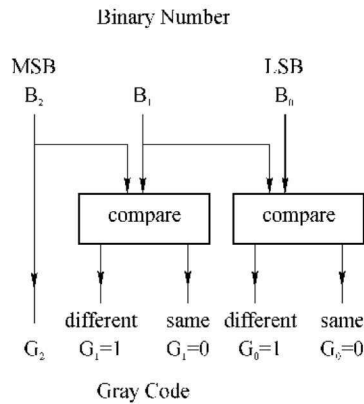 Binary Number
MSB LSB
B₂ B₁ B₀
compare compare
different same different same
G₂ G₁=1 G₁=0 G₀=1 G₀=0
Gray Code